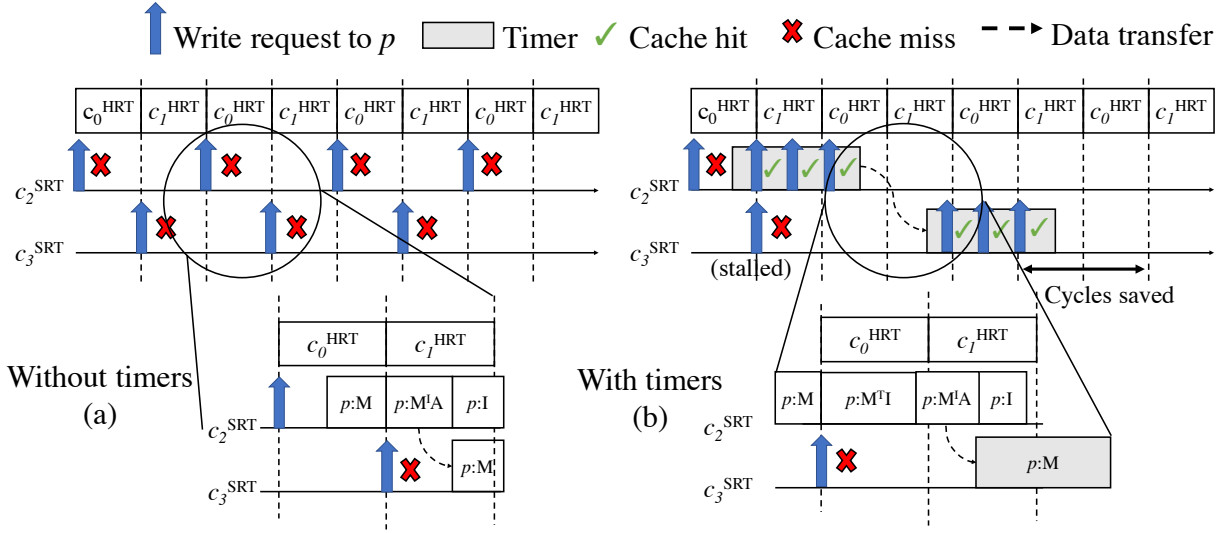 Write request to p Timer ✓ Cache hit ✗ Cache miss Data transfer
c₀ᴴᴿᵀ c₁ᴴᴿᵀ c₀ᴴᴿᵀ c₁ᴴᴿᵀ c₀ᴴᴿᵀ c₁ᴴᴿᵀ c₀ᴴᴿᵀ c₁ᴴᴿᵀ
c₂ˢᴿᵀ
c₃ˢᴿᵀ
c₀ᴴᴿᵀ c₁ᴴᴿᵀ
Without timers
(a)
p:M p:MᴵA p:I
c₂ˢᴿᵀ
p:M
c₃ˢᴿᵀ
c₀ᴴᴿᵀ c₁ᴴᴿᵀ c₀ᴴᴿᵀ c₁ᴴᴿᵀ c₀ᴴᴿᵀ c₁ᴴᴿᵀ c₀ᴴᴿᵀ c₁ᴴᴿᵀ
c₂ˢᴿᵀ
c₃ˢᴿᵀ
(stalled)
Cycles saved
c₀ᴴᴿᵀ c₁ᴴᴿᵀ
With timers
(b)
p:M p:MᵀI p:MᴵA p:I
c₂ˢᴿᵀ
p:M
c₃ˢᴿᵀ